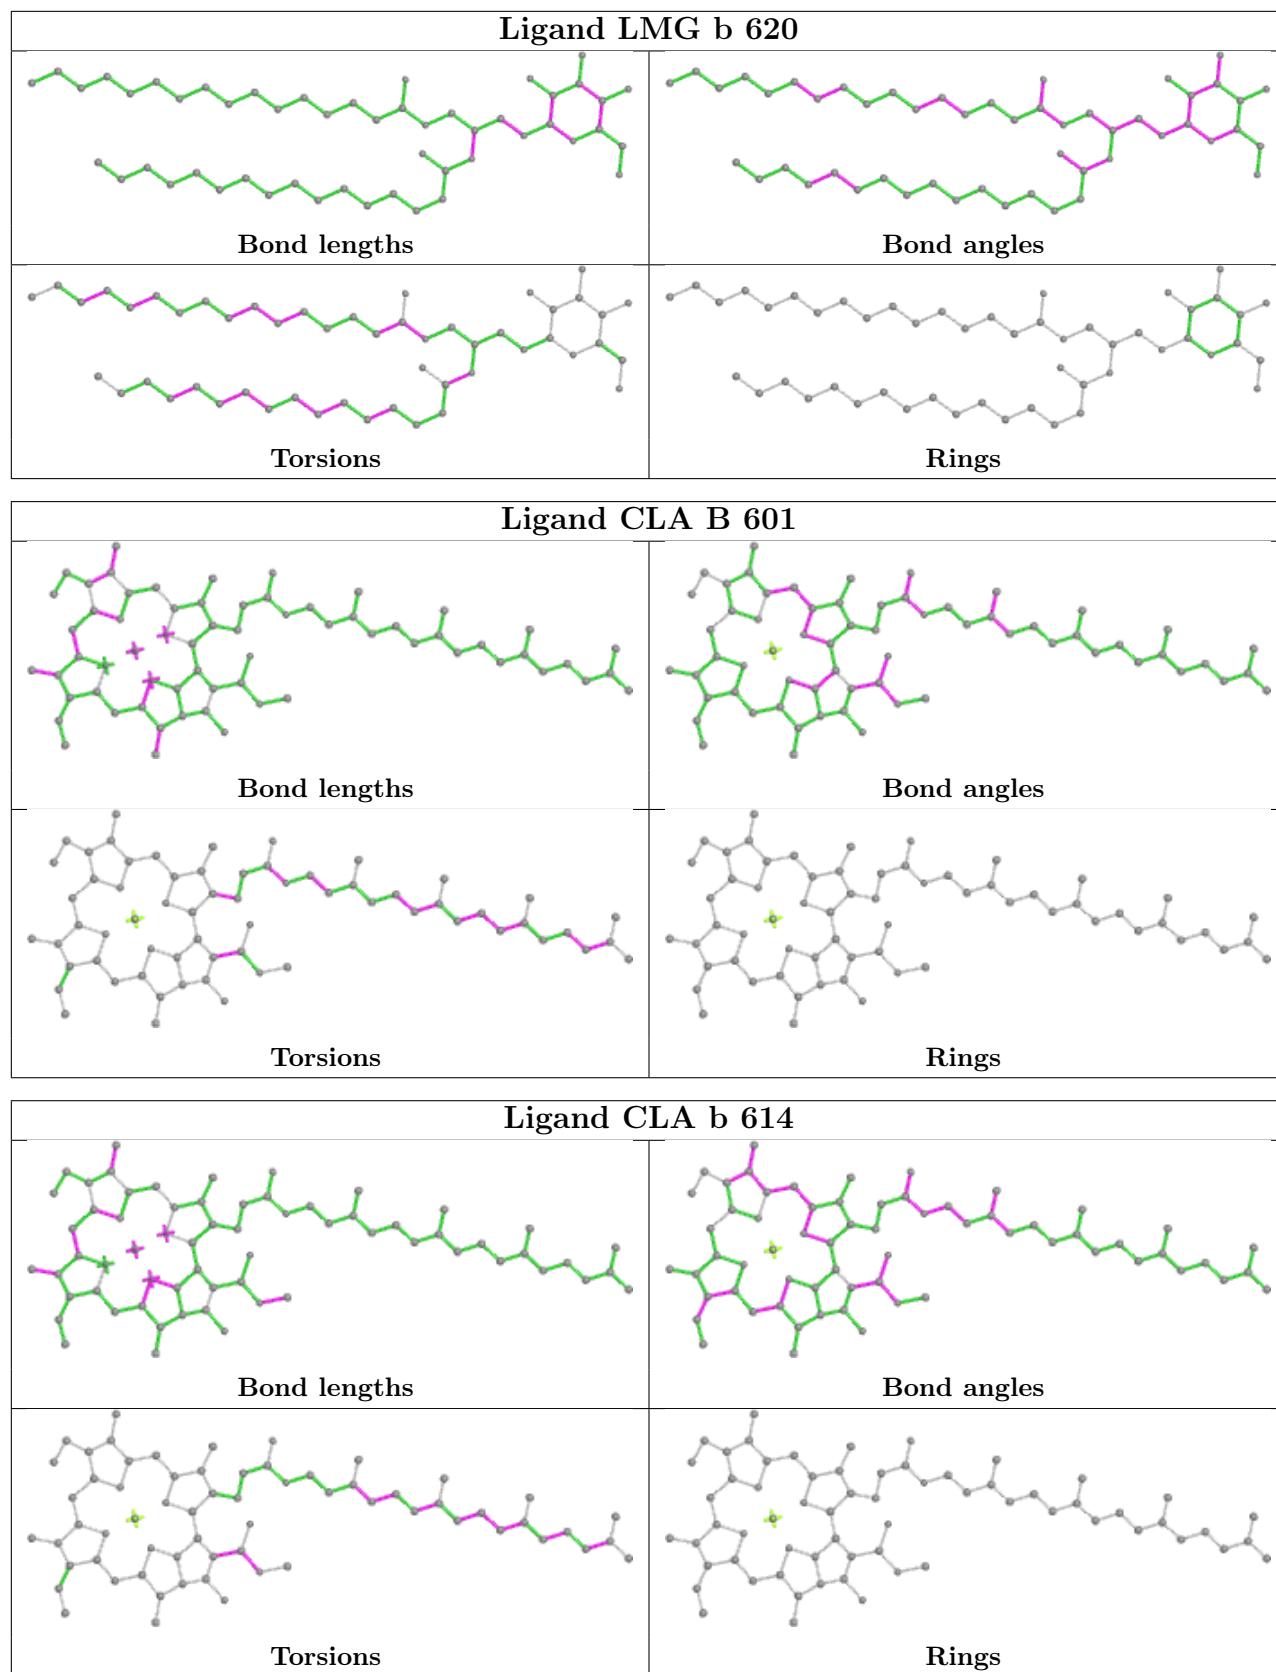 Ligand LMG b 620
Bond lengths
Bond angles
Torsions
Rings
Ligand CLA B 601
Bond lengths
Bond angles
Torsions
Rings
Ligand CLA b 614
Bond lengths
Bond angles
Torsions
Rings